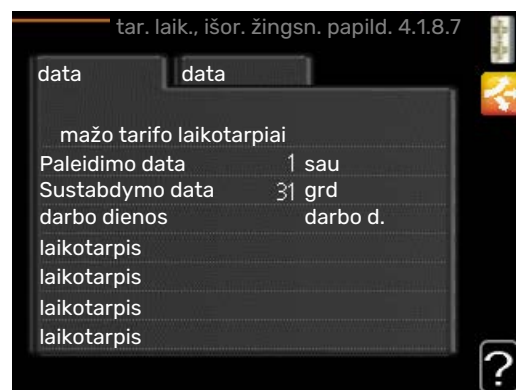 tar. laik., išor. žingsn. papild. 4.1.8.7
data data
mažo tarifo laikotarpiai
Paleidimo data 1 sau
Sustabdymo data 31 grd
darbo dienos darbo d.
laikotarpis
laikotarpis
laikotarpis
laikotarpis
?